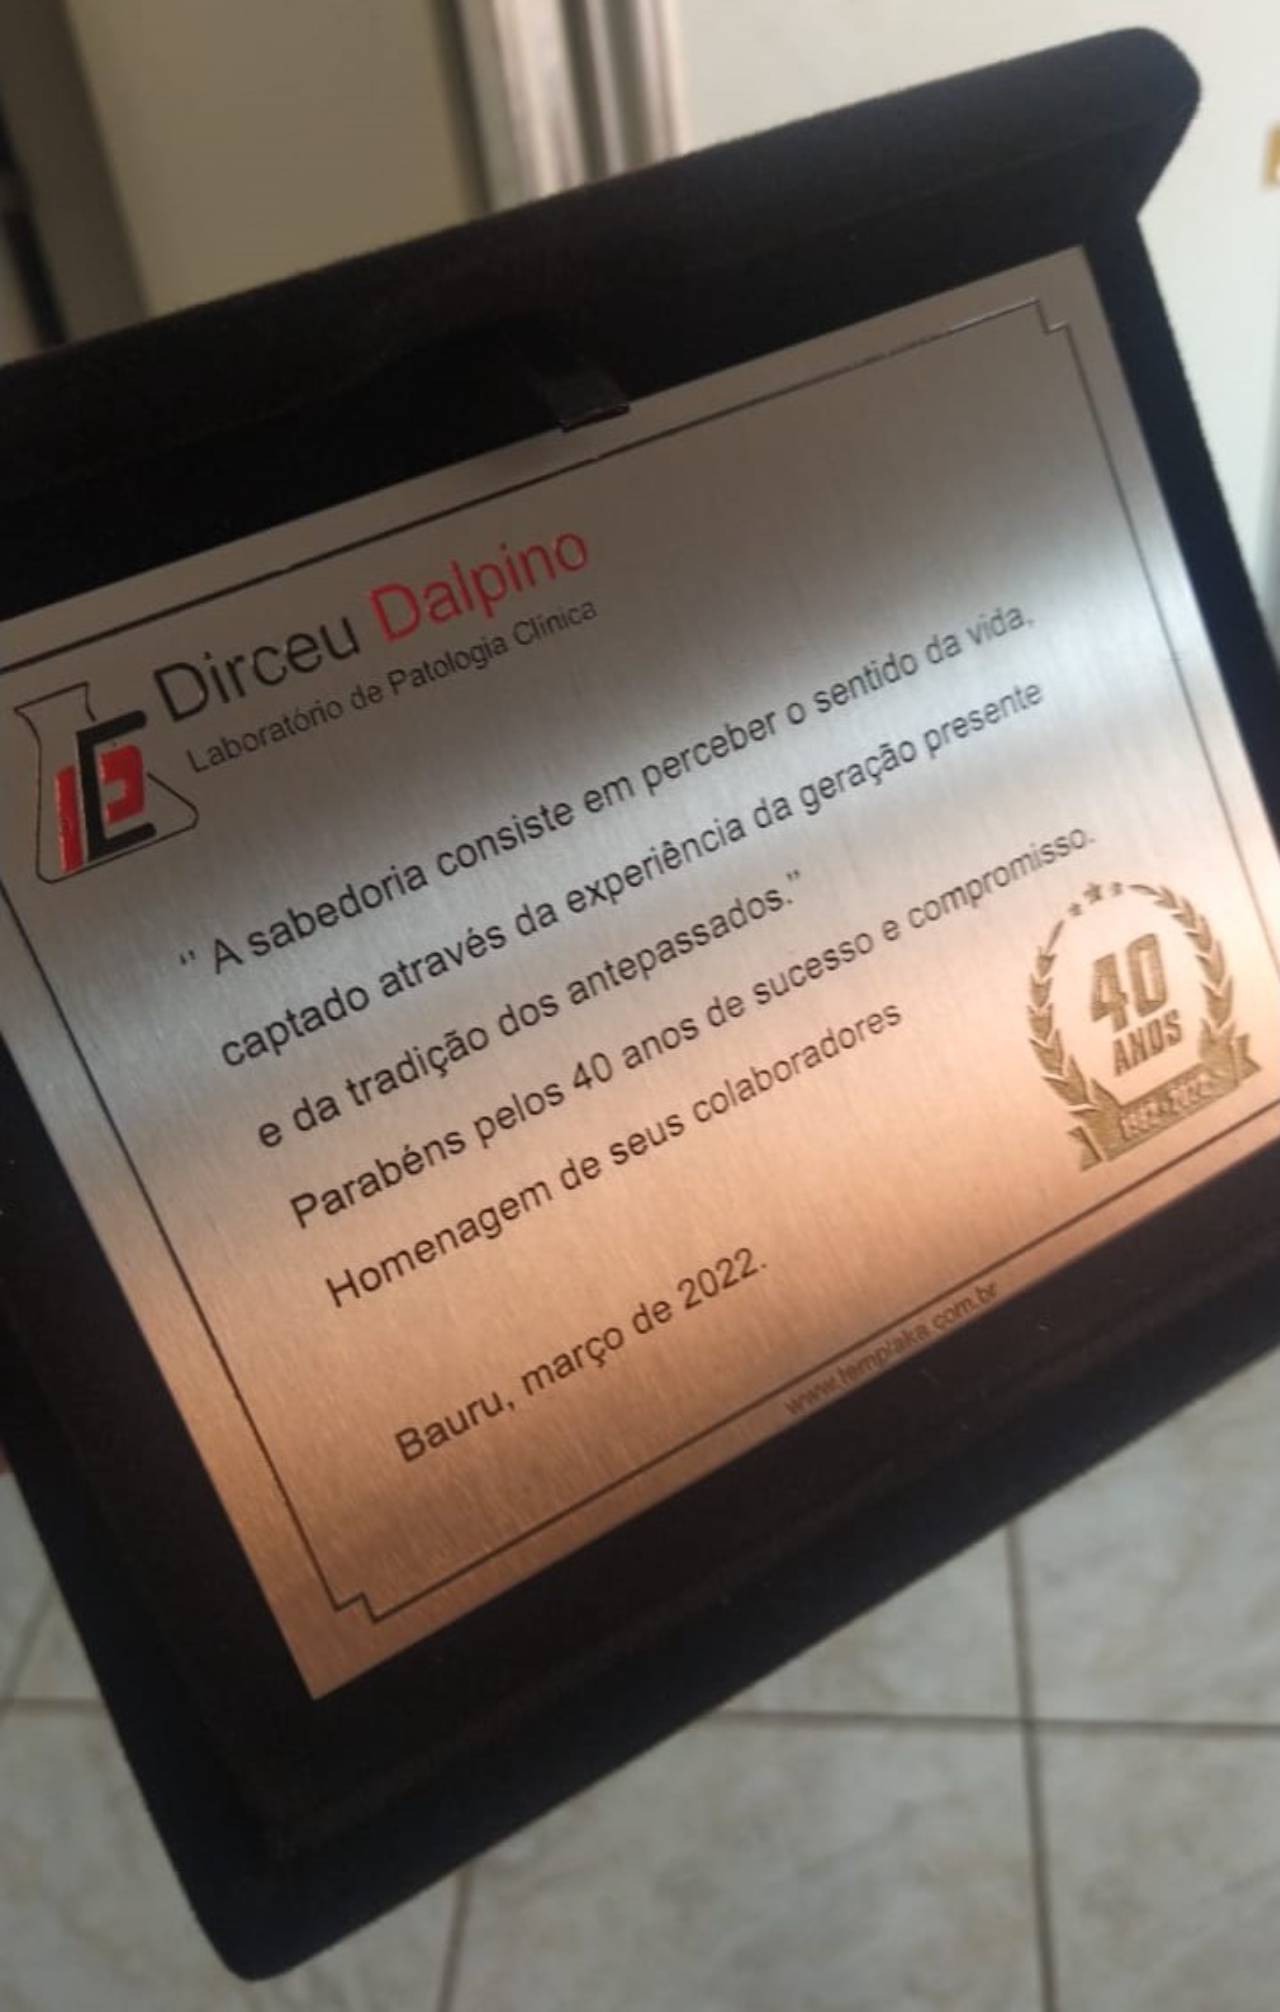 Dirceu Dalpino
Laboratório de Patologia Clínica
“ A sabedoria consiste em perceber o sentido da vida,
captado através da experiência da geração presente
e da tradição dos antepassados.”
Parabéns pelos 40 anos de sucesso e compromisso.
Homenagem de seus colaboradores
Bauru, março de 2022.
40
ANOS